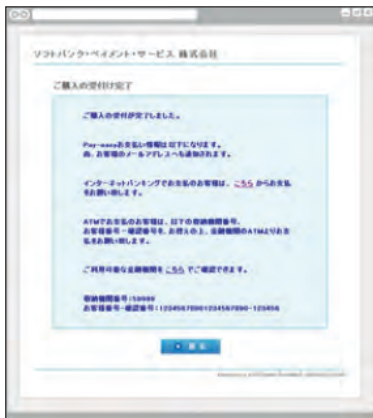 ソフトバンク・ペイメント・サービス 株式会社
ご購入の受付け完了
ご購入の受付が完了しました。
Pay-easyお支払い情報は以下になります。
尚、お客様のメールアドレスへも通知されます。
インターネットバンキングでお支払のお客様は、こちら からお支払
をお願い致します。
ATMでお支払のお客様は、以下の収納機関番号、
お客様番号－確認番号を、お控えの上、金融機関のATMよりお支
払をお願い致します。
ご利用可能な金融機関を こちら でご確認できます。
収納機関番号:58999
お客様番号-確認番号:12345678901234567890-123456